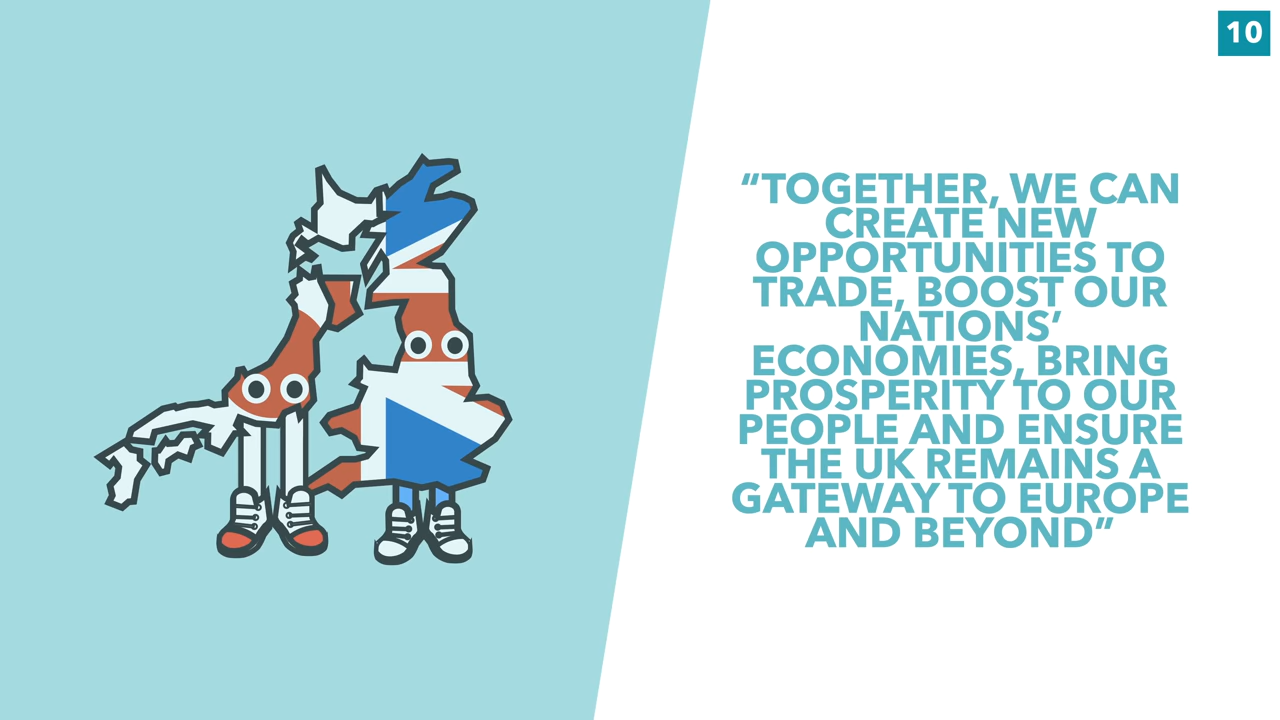 10
“TOGETHER, WE CAN
CREATE NEW
OPPORTUNITIES TO
TRADE, BOOST OUR
NATIONS’
ECONOMIES, BRING
PROSPERITY TO OUR
PEOPLE AND ENSURE
THE UK REMAINS A
GATEWAY TO EUROPE
AND BEYOND”